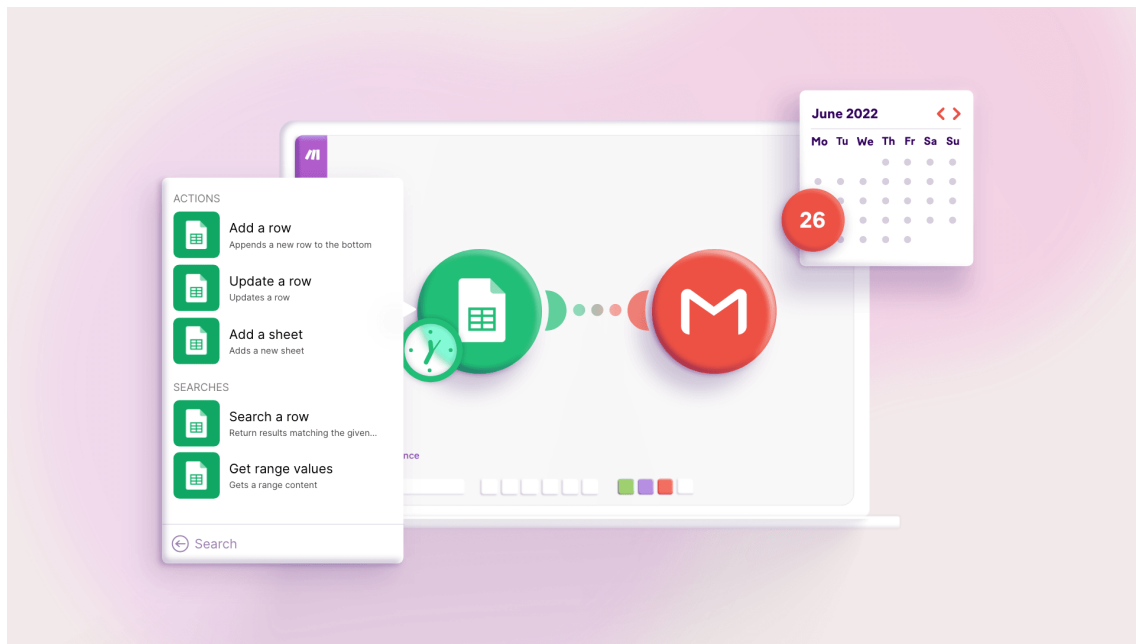 ACTIONS
Add a row
Appends a new row to the bottom
Update a row
Updates a row
Add a sheet
Adds a new sheet
SEARCHES
Search a row
Return results matching the given...
Get range values
Gets a range content
Search
nce
June 2022
Mo Tu We Th Fr Sa Su
26